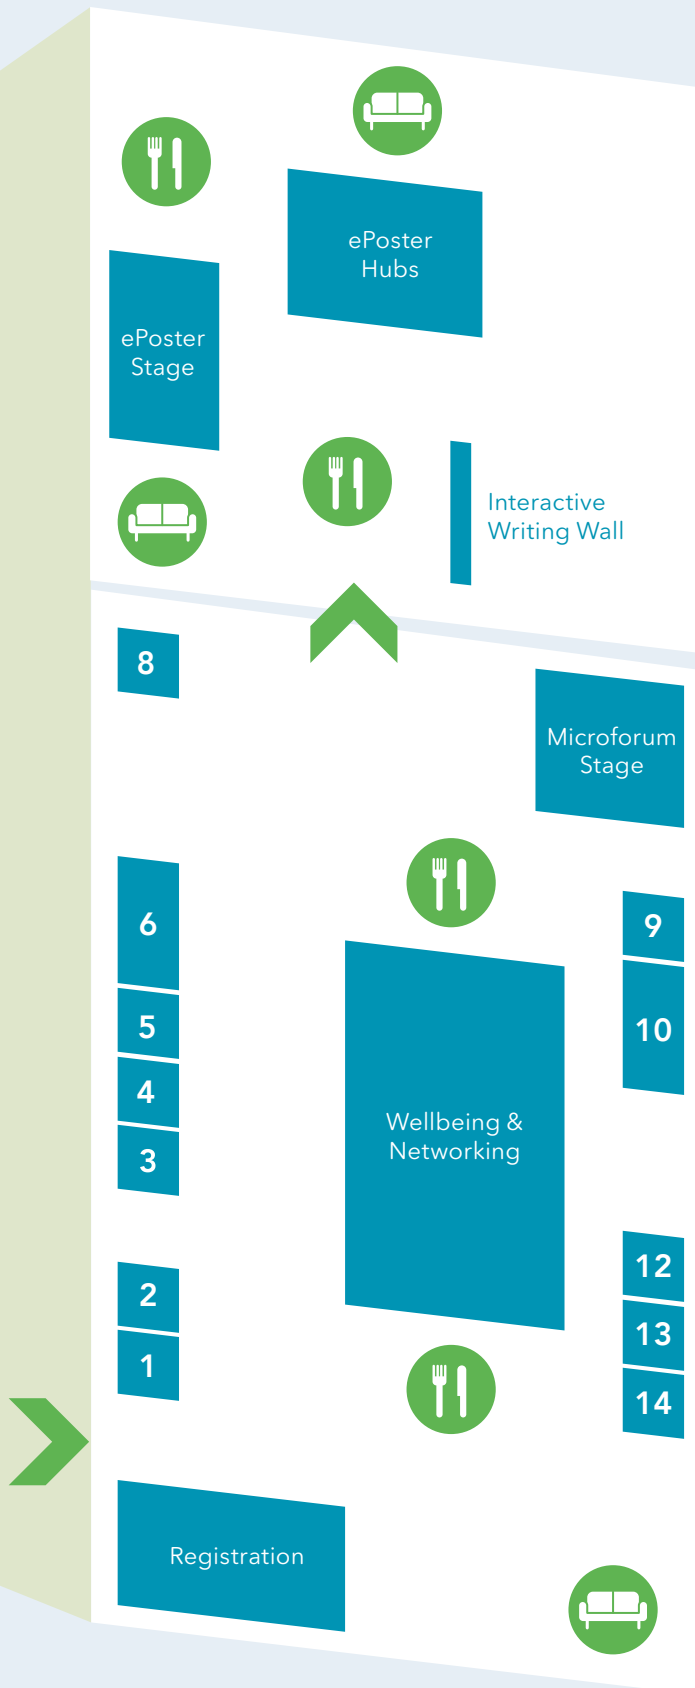 ePoster
Hubs
ePoster
Stage
Interactive
Writing Wall
8
Microforum
Stage
6
9
5
10
4
Wellbeing &
Networking
3
12
2
13
1
14
Registration